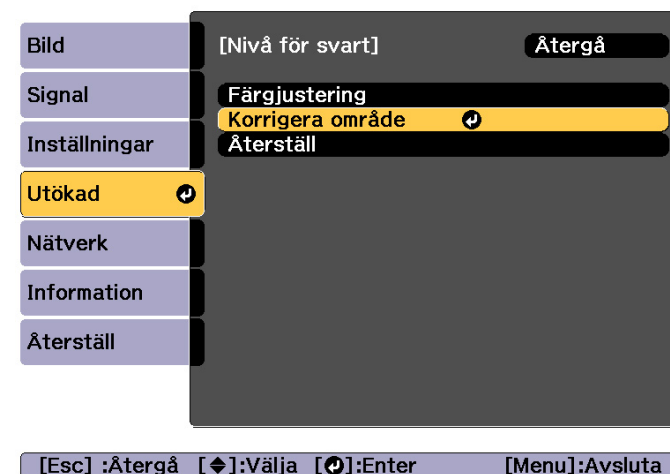 Bild
Signal
Inställningar
Utökad
Nätverk
Information
Återställ
[Nivå för svart] Återgå
Färgjustering
Korrigera område
Återställ
[Esc] :Återgå [◆]:Välja [⏎]:Enter [Menu]:Avsluta